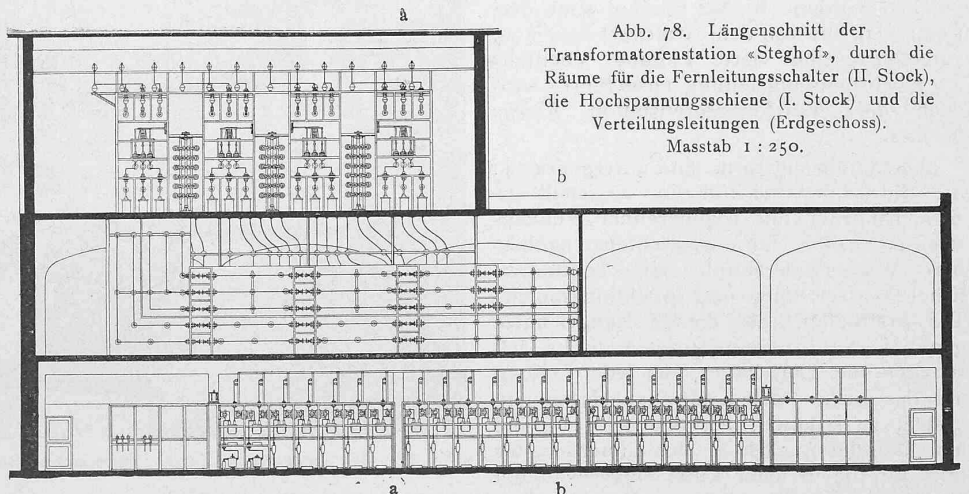 a
Abb. 78. Längenschnitt der
Transformatorenstation «Steghof», durch die
Räume für die Fernleitungsschalter (II. Stock),
die Hochspannungsschiene (I. Stock) und die
Verteilungsleitungen (Erdgeschoss).
Masstab 1 : 250.
b
a
b